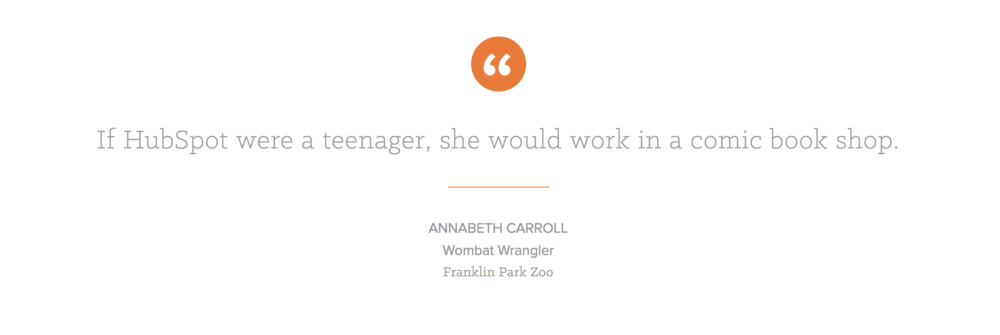 “
If HubSpot were a teenager, she would work in a comic book shop.
ANNABETH CARROLL
Wombat Wrangler
Franklin Park Zoo